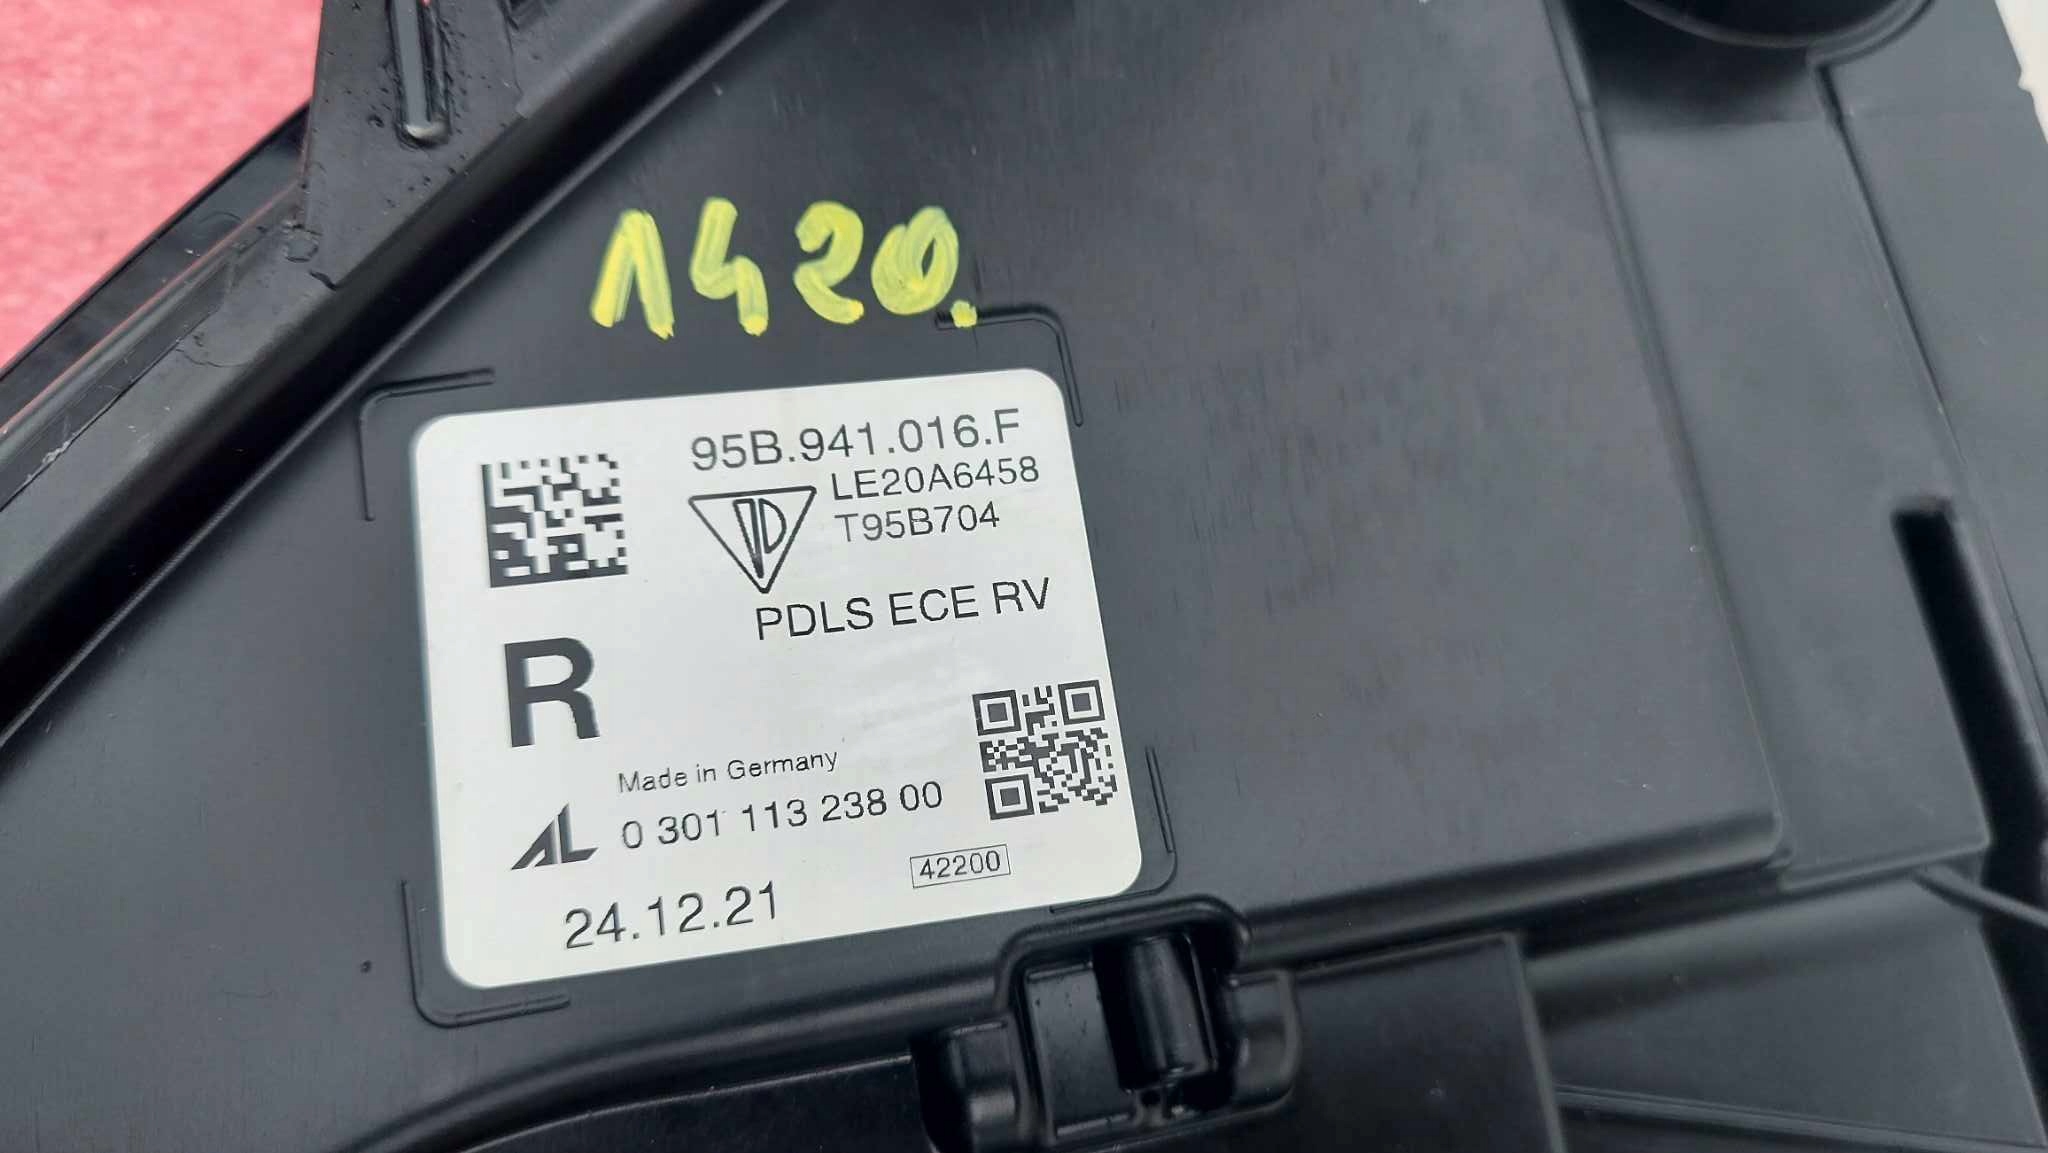 1420.
95B.941.016.F
LE20A6458
T95B704
PDLS ECE RV
R
Made in Germany
AL 0 301 113 238 00
42200
24.12.21